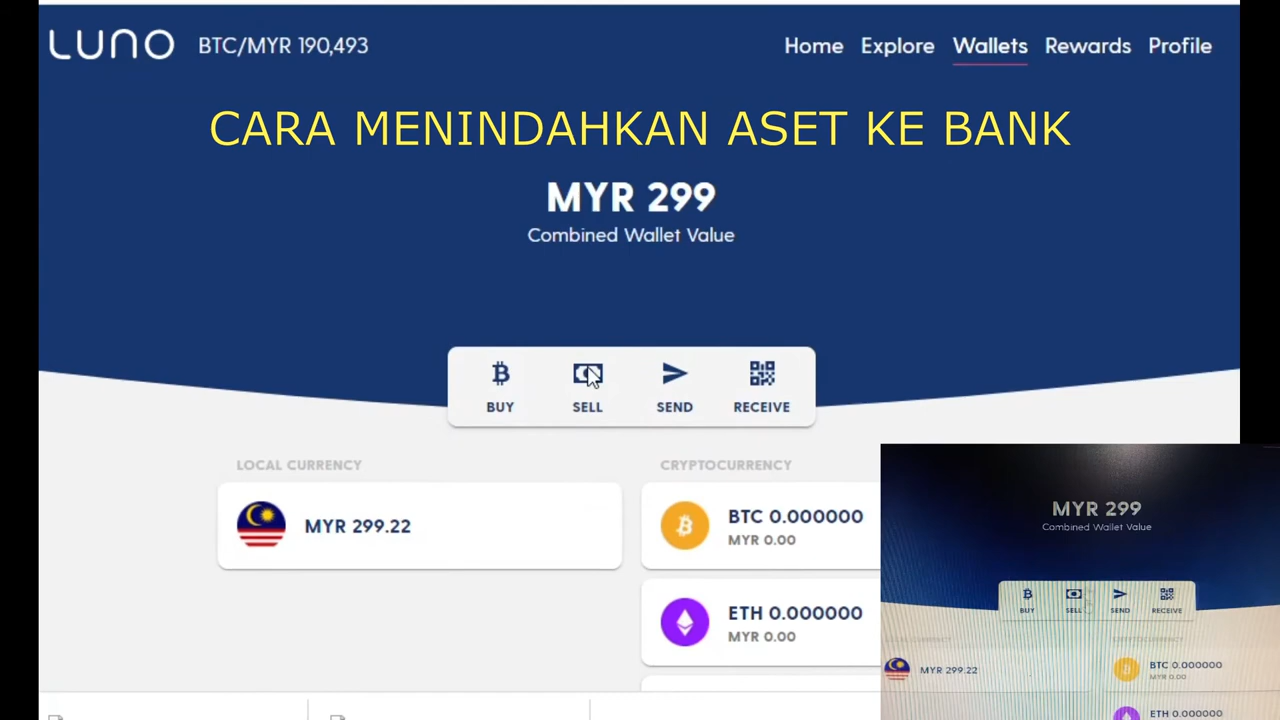 LUNO BTC/MYR 190,493 Home Explore Wallets Rewards Profile
CARA MENINDAHKAN ASET KE BANK
MYR 299
Combined Wallet Value
BUY SELL SEND RECEIVE
LOCAL CURRENCY
MYR 299.22
CRYPTOCURRENCY
BTC 0.000000
MYR 0.00
ETH 0.000000
MYR 0.00
MYR 299
Combined Wallet Value
BUY SELL SEND RECEIVE
LOCAL CURRENCY
CRYPTOCURRENCY
MYR 299.22
BTC 0.000000
MYR 0.00
ETH 0.000000